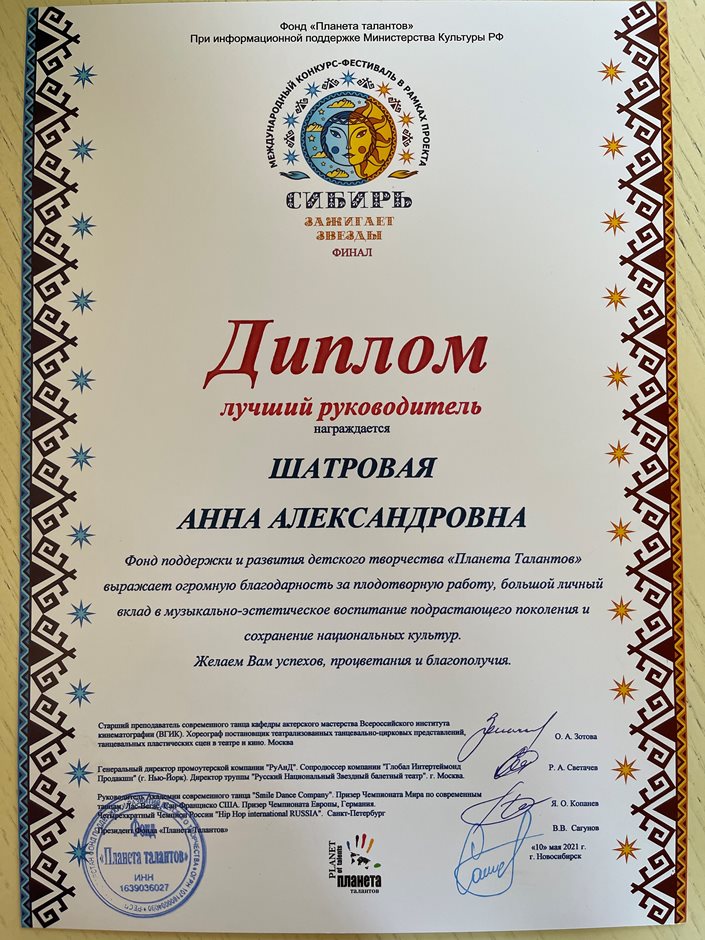 Фонд «Планета талантов»
При информационной поддержке Министерства Культуры РФ
МЕЖДУНАРОДНЫЙ КОНКУРС-ФЕСТИВАЛЬ В РАМКАХ ПРОЕКТА
СИБИРЬ
ЗАЖИГАЕТ
ЗВЕЗДЫ
ФИНАЛ
Диплом
лучший руководитель
награждается
ШАТРОВАЯ
АННА АЛЕКСАНДРОВНА
Фонд поддержки и развития детского творчества «Планета Талантов»
выражает огромную благодарность за плодотворную работу, большой личный
вклад в музыкально-эстетическое воспитание подрастающего поколения и
сохранение национальных культур.
Желаем Вам успехов, процветания и благополучия.
Старший преподаватель современного танца кафедры актерского мастерства Всероссийского института
кинематографии (ВГИК). Хореограф постановщик театрализованных танцевально-цирковых представлений,
танцевальных пластических сцен в театре и кино. Москва
О. А. Зотова
Генеральный директор промоутерской компании "РуАнД". Сопродюссер компании "Глобал Интертеймонд
Продакшн" (г. Нью-Йорк). Директор труппы "Русский Национальный Звездный балетный театр". г. Москва.
Р. А. Светачев
Руководитель Академии современного танца "Smile Dance Company". Призер Чемпионата Мира по современным
танцам, Лас-Вегас, Сан-Франциско США. Призер Чемпионата Европы, Германия.
Четырехкратный Чемпион России "Hip Hop international RUSSIA". Санкт-Петербург
Я. О. Копанев
Президент Фонда «Планета Талантов»
В.В. Сагунов
«10» мая 2021 г.
г. Новосибирск
Фонд
«Планета талантов»
ИНН
1639036027
PLANET
of talents
планета
талантов